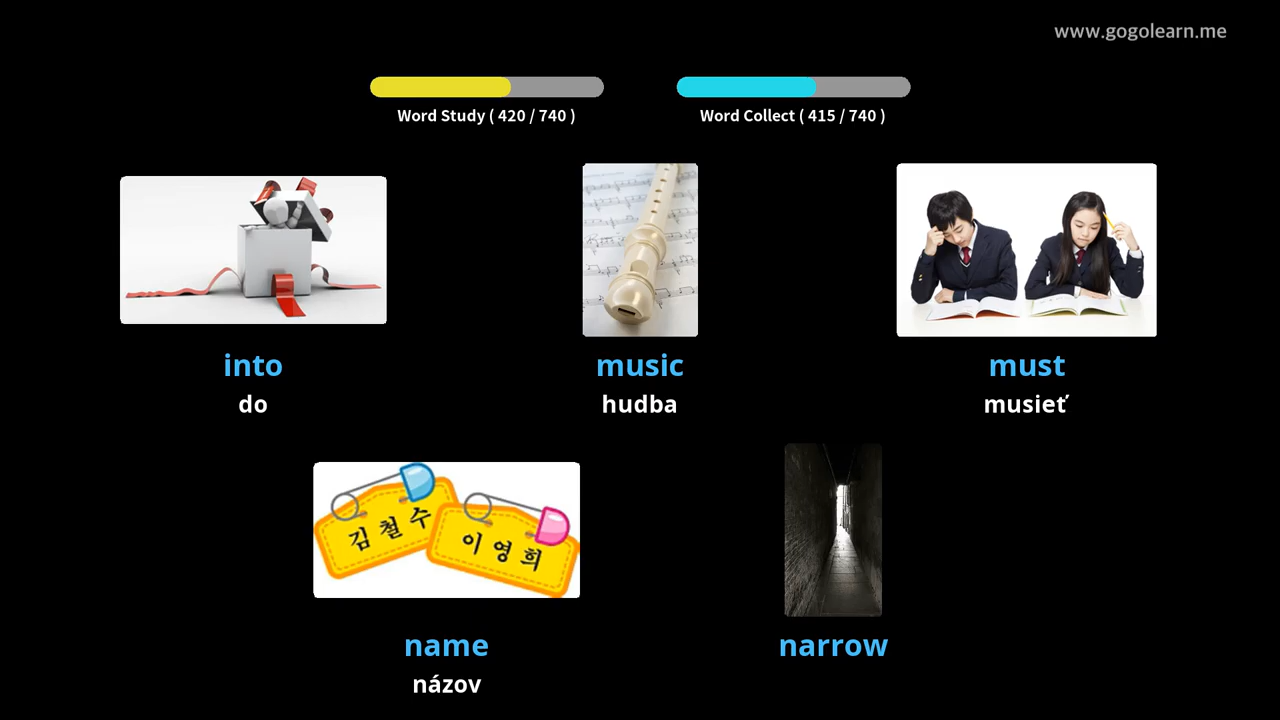 www.gogolearn.me
Word Study ( 420 / 740 )
Word Collect ( 415 / 740 )
into
do
music
hudba
must
musieť
김철수
이영희
name
názov
narrow